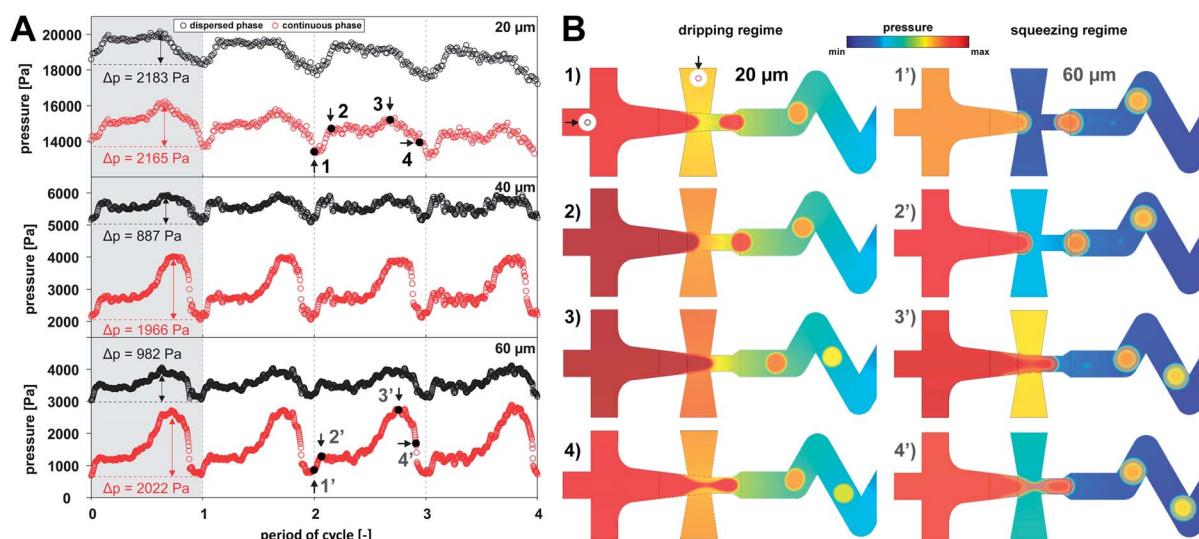 A
dispersed phase
continuous phase
20 µm
20000
18000
16000
14000
pressure [Pa]
Δp = 2183 Pa
Δp = 2165 Pa
1
2
3
4
40 µm
6000
5000
4000
3000
2000
pressure [Pa]
Δp = 887 Pa
Δp = 1966 Pa
60 µm
4000
3000
2000
1000
0
pressure [Pa]
Δp = 982 Pa
Δp = 2022 Pa
1'
2'
3'
4'
0
1
2
3
4
period of cycle [-]
B
dripping regime
pressure
min
max
squeezing regime
1)
20 µm
1')
60 µm
2)
2')
3)
3')
4)
4')